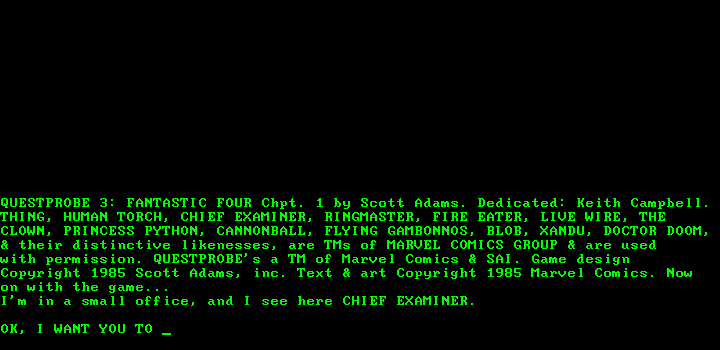 QUESTPROBE 3: FANTASTIC FOUR Chpt. 1 by Scott Adams. Dedicated: Keith Campbell.
THING, HUMAN TORCH, CHIEF EXAMINER, RINGMASTER, FIRE EATER, LIVE WIRE, THE
CLOWN, PRINCESS PYTHON, CANNONBALL, FLYING GAMBONNOS, BLOB, XANDU, DOCTOR DOOM,
& their distinctive likenesses, are TMs of MARVEL COMICS GROUP & are used
with permission. QUESTPROBE's a TM of Marvel Comics & SAI. Game design
Copyright 1985 Scott Adams, inc. Text & art Copyright 1985 Marvel Comics. Now
on with the game...
I'm in a small office, and I see here CHIEF EXAMINER.
OK, I WANT YOU TO _